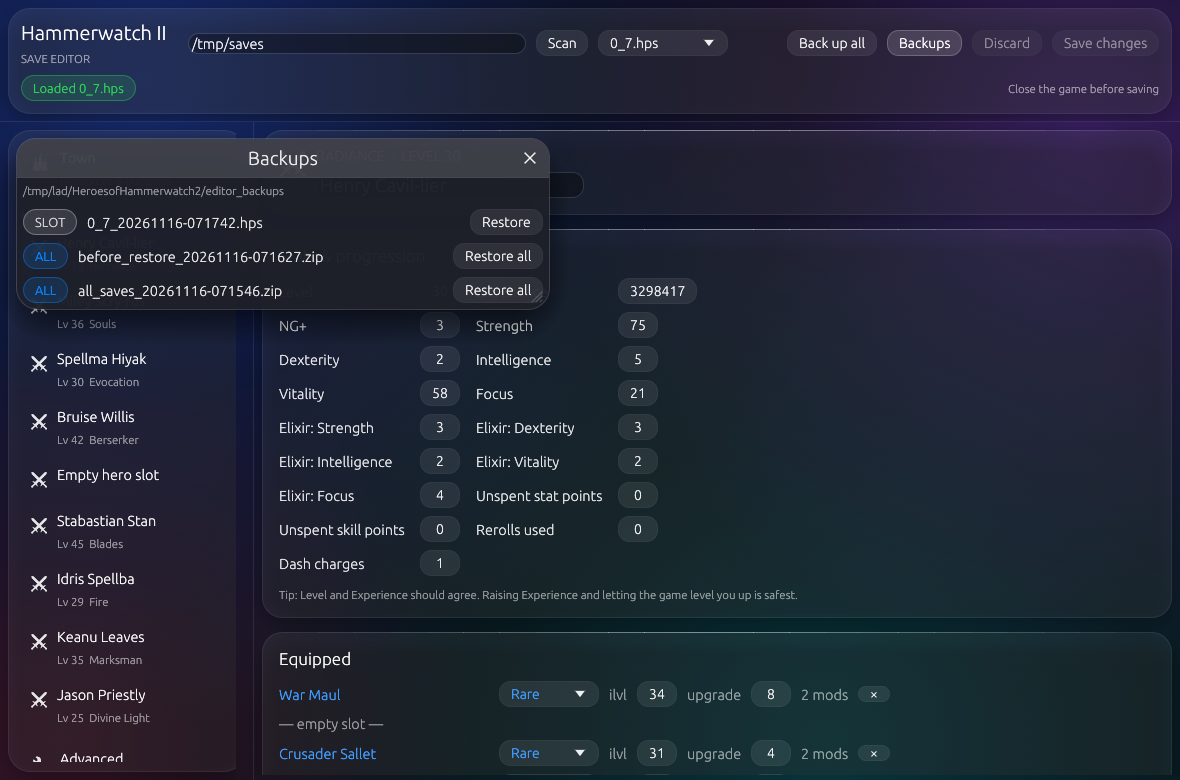 Hammerwatch II
SAVE EDITOR
/tmp/saves
Scan
0_7.hps
Back up all
Backups
Discard
Save changes
Loaded 0_7.hps
Close the game before saving
Backups
/tmp/lad/HeroesofHammerwatch2/editor_backups
SLOT 0_7_20261116-071742.hps Restore
ALL before_restore_20261116-071627.zip Restore all
ALL all_saves_20261116-071546.zip Restore all
Town
LEVEL 30
Henry Cavil-lier
progression
Lv 36 Souls
Spellma Hiyak
Lv 30 Evocation
Bruise Willis
Lv 42 Berserker
Empty hero slot
Stabastian Stan
Lv 45 Blades
Idris Spellba
Lv 29 Fire
Keanu Leaves
Lv 35 Marksman
Jason Priestly
Lv 25 Divine Light
Advanced
3298417
NG+ 3 Strength 75
Dexterity 2 Intelligence 5
Vitality 58 Focus 21
Elixir: Strength 3 Elixir: Dexterity 3
Elixir: Intelligence 2 Elixir: Vitality 2
Elixir: Focus 4 Unspent stat points 0
Unspent skill points 0 Rerolls used 0
Dash charges 1
Tip: Level and Experience should agree. Raising Experience and letting the game level you up is safest.
Equipped
War Maul Rare ilvl 34 upgrade 8 2 mods ×
— empty slot —
Crusader Sallet Rare ilvl 31 upgrade 4 2 mods ×